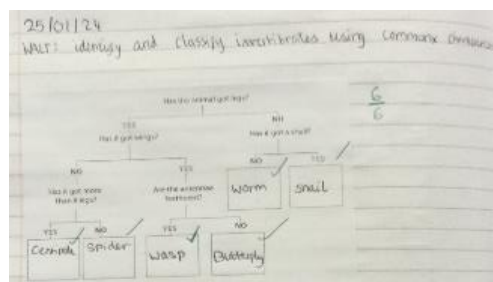 25/01/24
WALT: identify and classify invertibrates using common
Has the animal got legs?
YES
NO
Has it got wings?
Has it got a shell?
NO
YES
NO
YES
Has it got more than 8 legs?
Are the antennae
worm
snail
YES
NO
YES
NO
Centipede
Spider
wasp
Butterfly
6
6